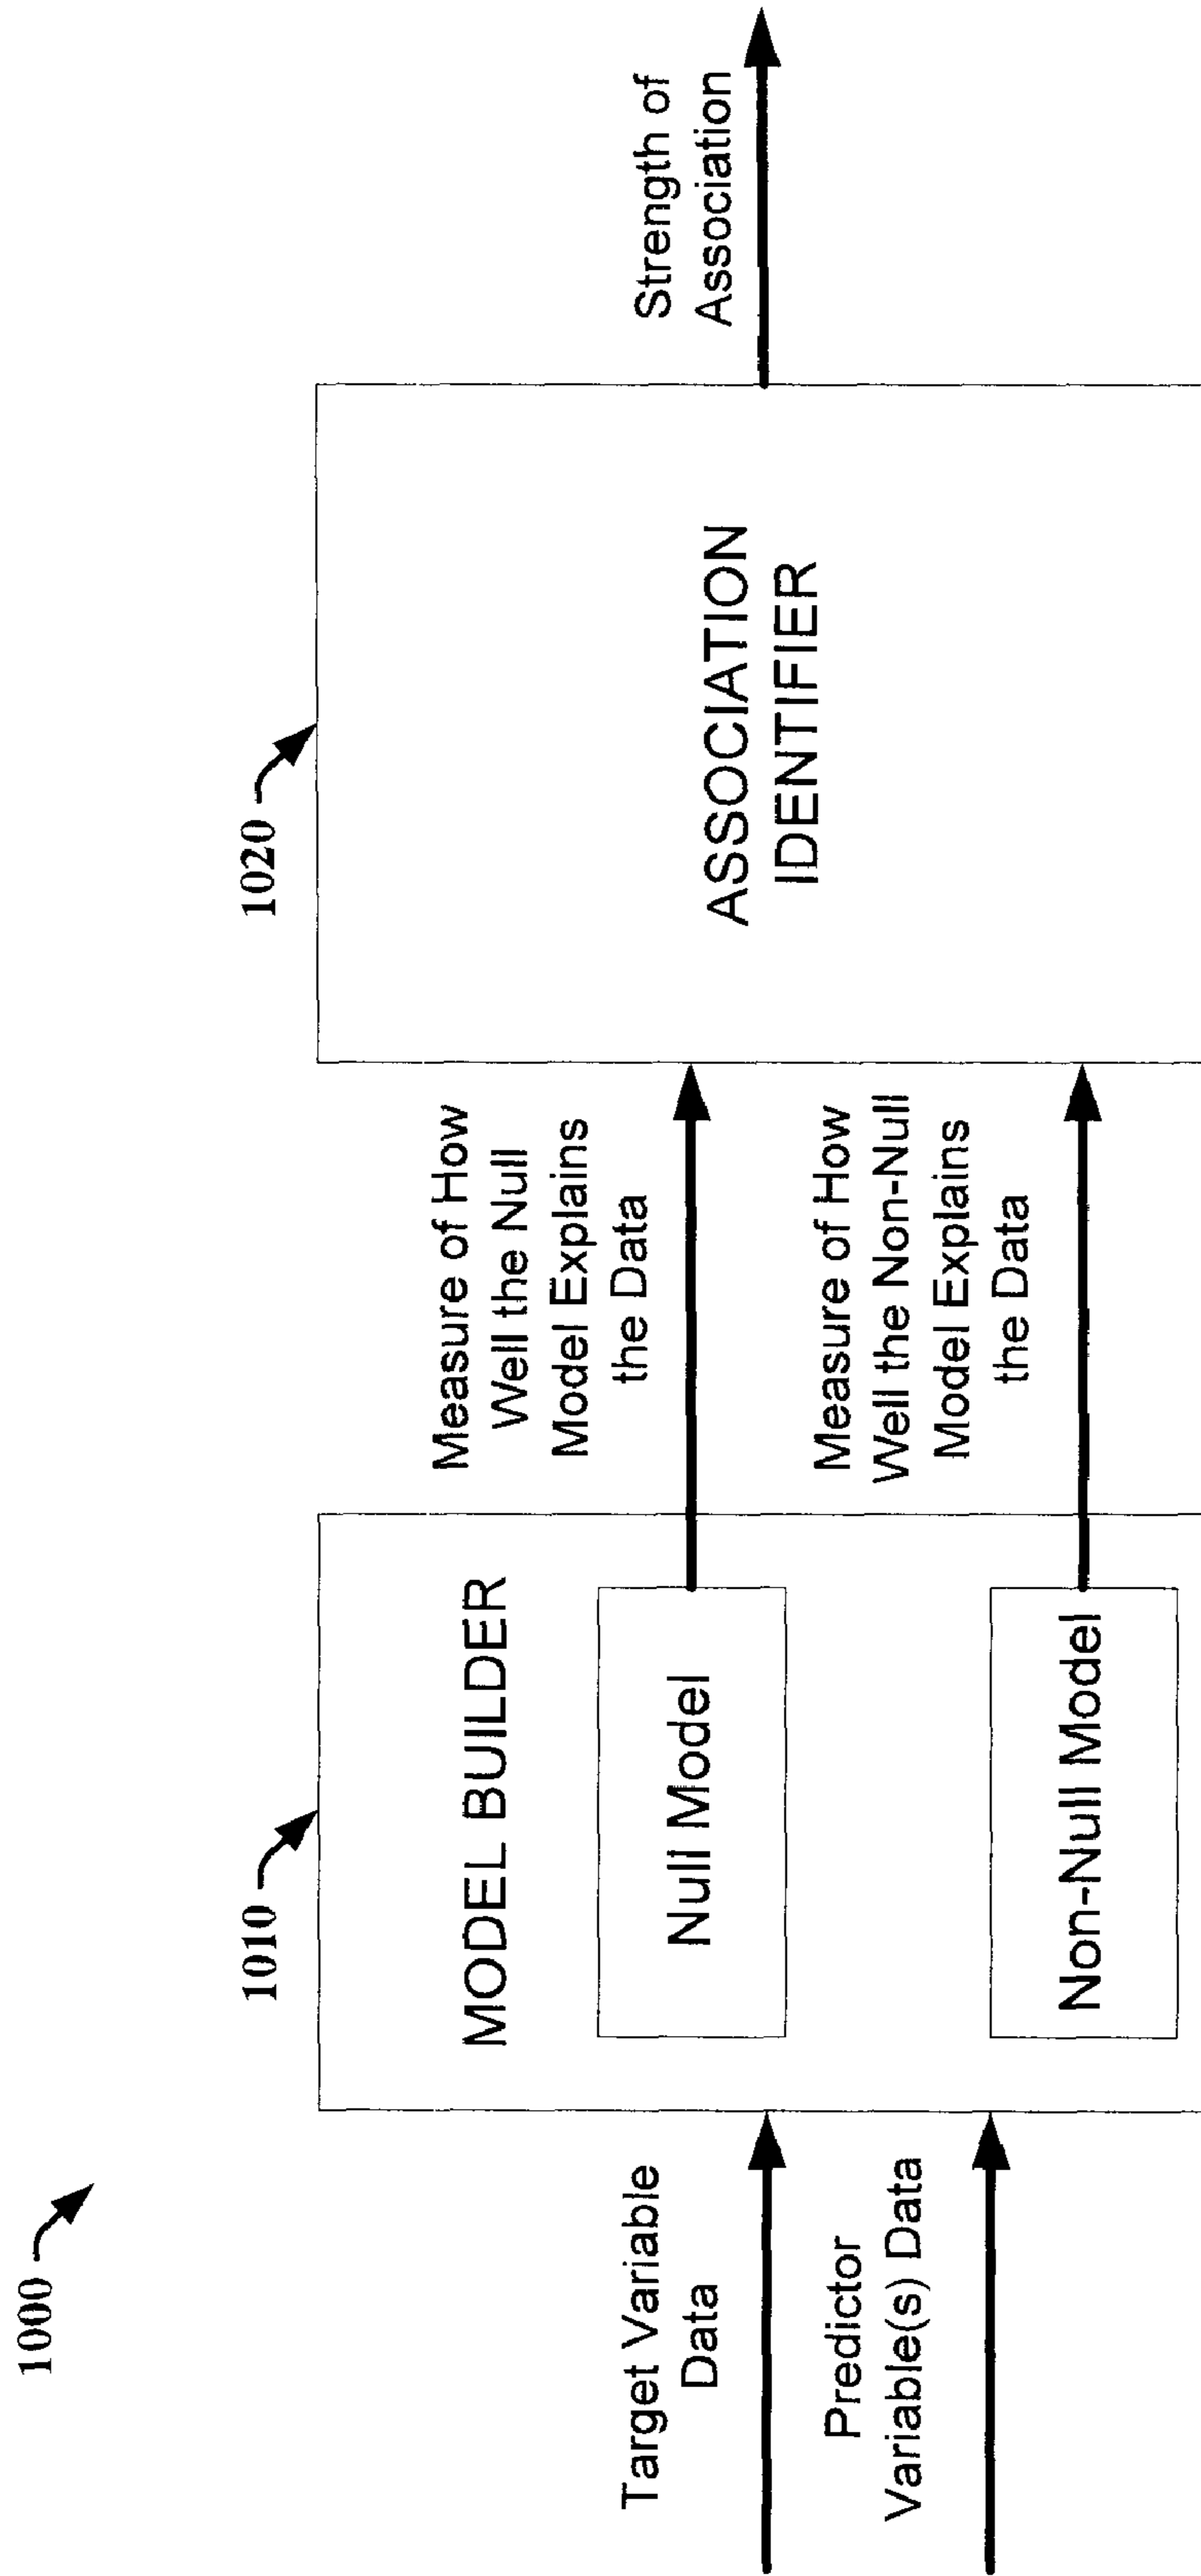 1000
1010
1020
MODEL BUILDER
Null Model
Non-Null Model
Target Variable
Data
Predictor
Variable(s) Data
Measure of How
Well the Null
Model Explains
the Data
Measure of How
Well the Non-Null
Model Explains
the Data
ASSOCIATION
IDENTIFIER
Strength of
Association